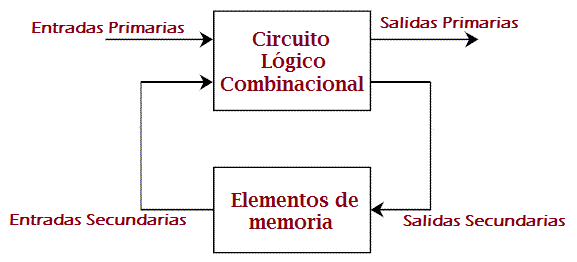 Entradas Primarias
Salidas Primarias
Circuito
Lógico
Combinacional
Elementos de
memoria
Entradas Secundarias
Salidas Secundarias